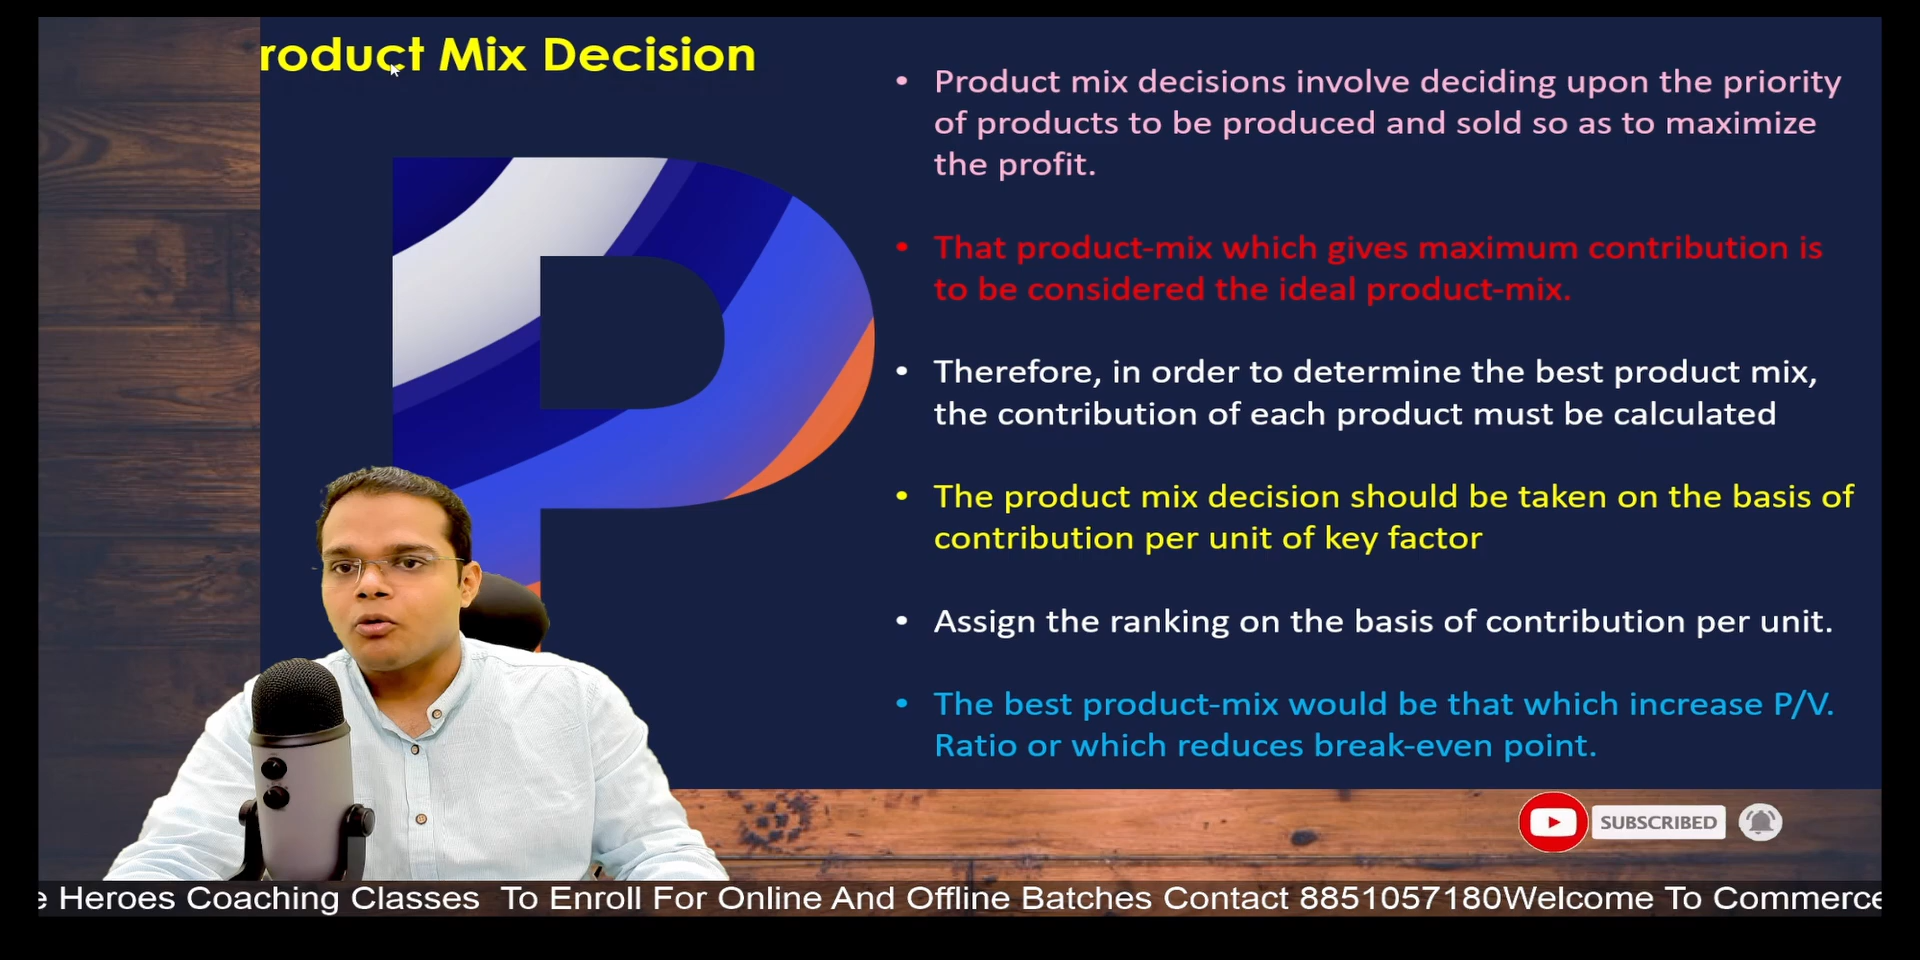 roduct Mix Decision
• Product mix decisions involve deciding upon the priority
of products to be produced and sold so as to maximize
the profit.
• That product-mix which gives maximum contribution is
to be considered the ideal product-mix.
• Therefore, in order to determine the best product mix,
the contribution of each product must be calculated
• The product mix decision should be taken on the basis of
contribution per unit of key factor
• Assign the ranking on the basis of contribution per unit.
• The best product-mix would be that which increase P/V.
Ratio or which reduces break-even point.
SUBSCRIBED
e Heroes Coaching Classes To Enroll For Online And Offline Batches Contact 8851057180Welcome To Commerce